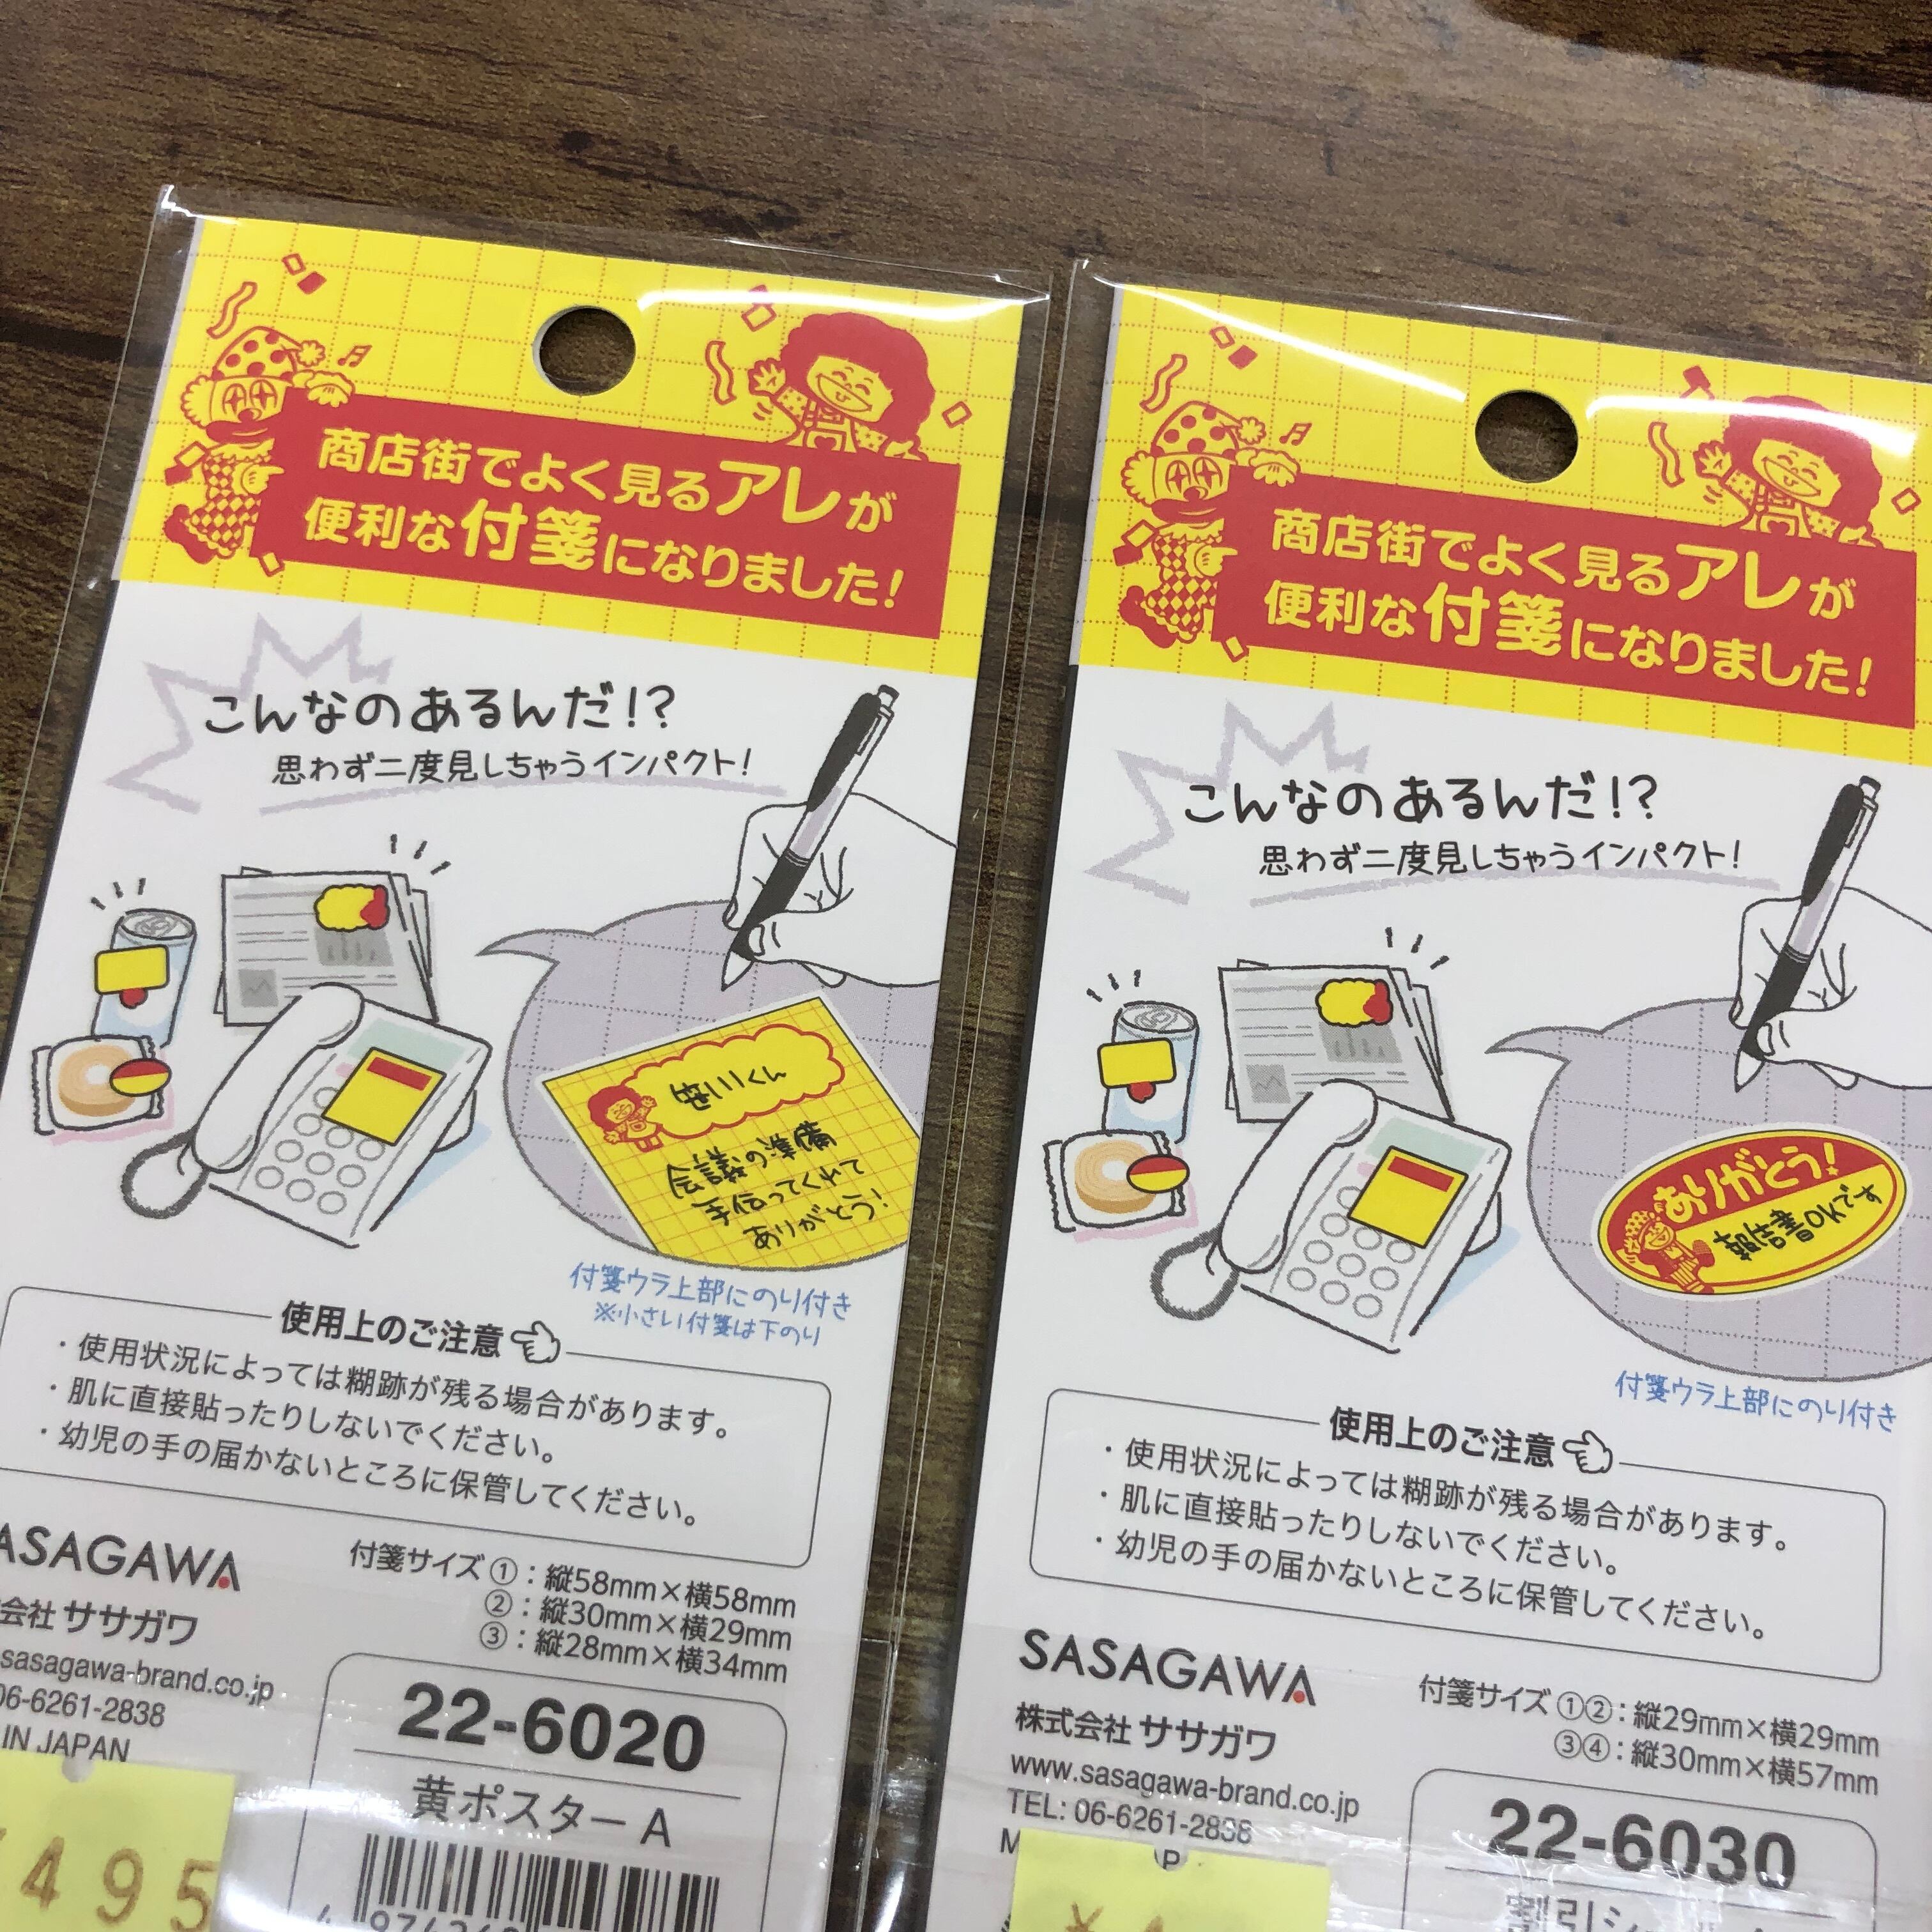 商店街でよく見るアレが
便利な付箋になりました!
こんなのあるんだ!?
思わず二度見しちゃうインパクト!
笹川くん
会議の準備
手伝ってくれて
ありがとう!
付箋ウラ上部にのり付き
※小さい付箋は下のり
使用上のご注意
・使用状況によっては糊跡が残る場合があります。
・肌に直接貼ったりしないでください。
・幼児の手の届かないところに保管してください。
ASAGAWA
会社 ササガワ
sasagawa-brand.co.jp
06-6261-2838
IN JAPAN
付箋サイズ ①:縦58mm×横58mm
②:縦30mm×横29mm
③:縦28mm×横34mm
22-6020
黄ポスター A
495
商店街でよく見るアレが
便利な付箋になりました!
こんなのあるんだ!?
思わず二度見しちゃうインパクト!
ありがとう!
報告書OKです
付箋ウラ上部にのり付き
使用上のご注意
・使用状況によっては糊跡が残る場合があります。
・肌に直接貼ったりしないでください。
・幼児の手の届かないところに保管してください。
SASAGAWA
株式会社 ササガワ
www.sasagawa-brand.co.jp
TEL: 06-6261-2838
付箋サイズ ①②:縦29mm×横29mm
③④:縦30mm×横57mm
22-6030